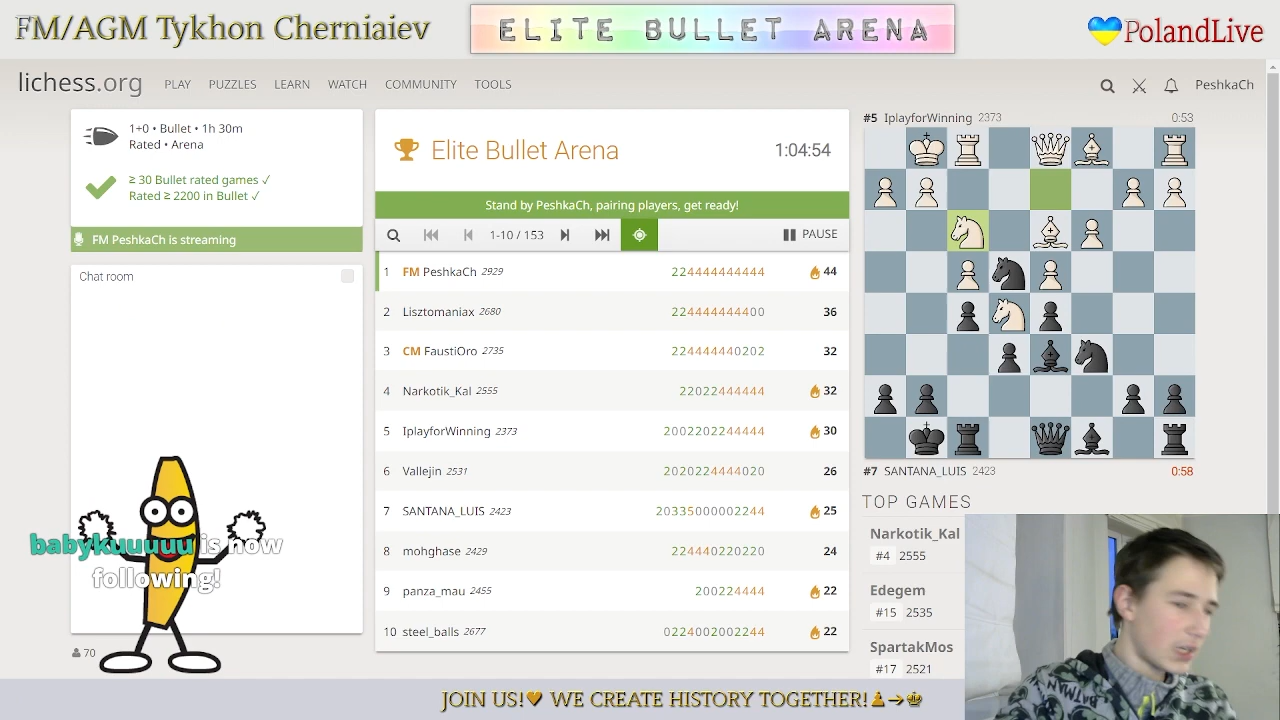 FM/AGM Tykhon Cherniaiev
ELITE BULLET ARENA
PolandLive
lichess.org PLAY PUZZLES LEARN WATCH COMMUNITY TOOLS PeshkaCh
1+0 • Bullet • 1h 30m
Rated • Arena
≥ 30 Bullet rated games ✓
Rated ≥ 2200 in Bullet ✓
FM PeshkaCh is streaming
Chat room
babykuuuuu is now
following!
70
Elite Bullet Arena 1:04:54
Stand by PeshkaCh, pairing players, get ready!
1-10 / 153 PAUSE
1 FM PeshkaCh 2929 224444444444 44
2 Lisztomaniax 2680 224444444400 36
3 CM FaustiOro 2735 224444440202 32
4 Narkotik_Kal 2555 22022444444 32
5 IplayforWinning 2373 2002202244444 30
6 Vallejin 2531 2020224444020 26
7 SANTANA_LUIS 2423 20335000002244 25
8 mohghase 2429 224440220220 24
9 panza_mau 2455 200224444 22
10 steel_balls 2677 0224002002244 22
#5 IplayforWinning 2373 0:53
#7 SANTANA_LUIS 2423 0:58
TOP GAMES
Narkotik_Kal
#4 2555
Edegem
#15 2535
SpartakMos
#17 2521
BATMAN
JOIN US! WE CREATE HISTORY TOGETHER!